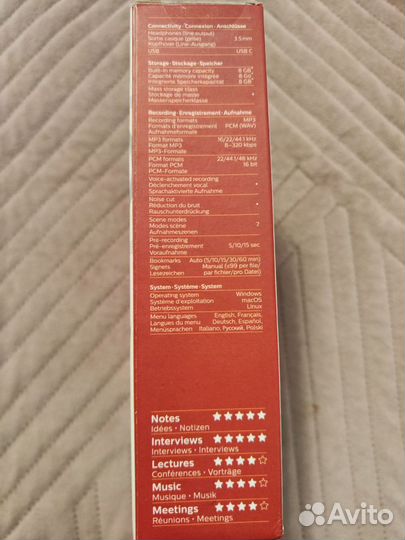 Connectivity · Connexion · Anschlüsse
Headphones (line output)
Sortie casique (prise) 3.5 mm
Kopfhörer (Line-Ausgang)
USB USB C
Storage · Stockage · Speicher
Built-in memory capacity 8 GB*
Capacité mémoire intégrée 8 Go*
Integrierte Speicherkapazität 8 GB*
Mass storage class
Stockage de masse •
Massenspeicherklasse
Recording · Enregistrement · Aufnahme
Recording formats MP3
Formats d'enregistrement PCM (WAV)
Aufnahmeformate
MP3 formats 16/22/44.1 kHz
Format MP3 8–320 kbps
MP3-Formate
PCM formats 22/44.1/48 kHz
Format PCM 16 bit
PCM-Formate
Voice-activated recording
Déclenchement vocal •
Sprachaktivierte Aufnahme
Noise cut
Réduction du bruit •
Rauschunterdrückung
Scene modes
Modes scène 7
Aufnahmeszenen
Pre-recording
Pré-enregistrement 5/10/15 sec
Voraufnahme
Bookmarks Auto (5/10/15/30/60 min)
Signets Manual (≤99 per file/
Lesezeichen par fichier/pro Datei)
System · Système · System
Operating system Windows
Système d'exploitation macOS
Betriebssystem Linux
Menu languages English, Français,
Langues du menu Deutsch, Español,
Menüsprachen Italiano, Русский, Polski
Notes ★★★★★
Idées · Notizen
Interviews ★★★★★
Interviews · Interviews
Lectures ★★★★☆
Conférences · Vorträge
Music ★★★★☆
Musique · Musik
Meetings ★★★★☆
Réunions · Meetings
Avito